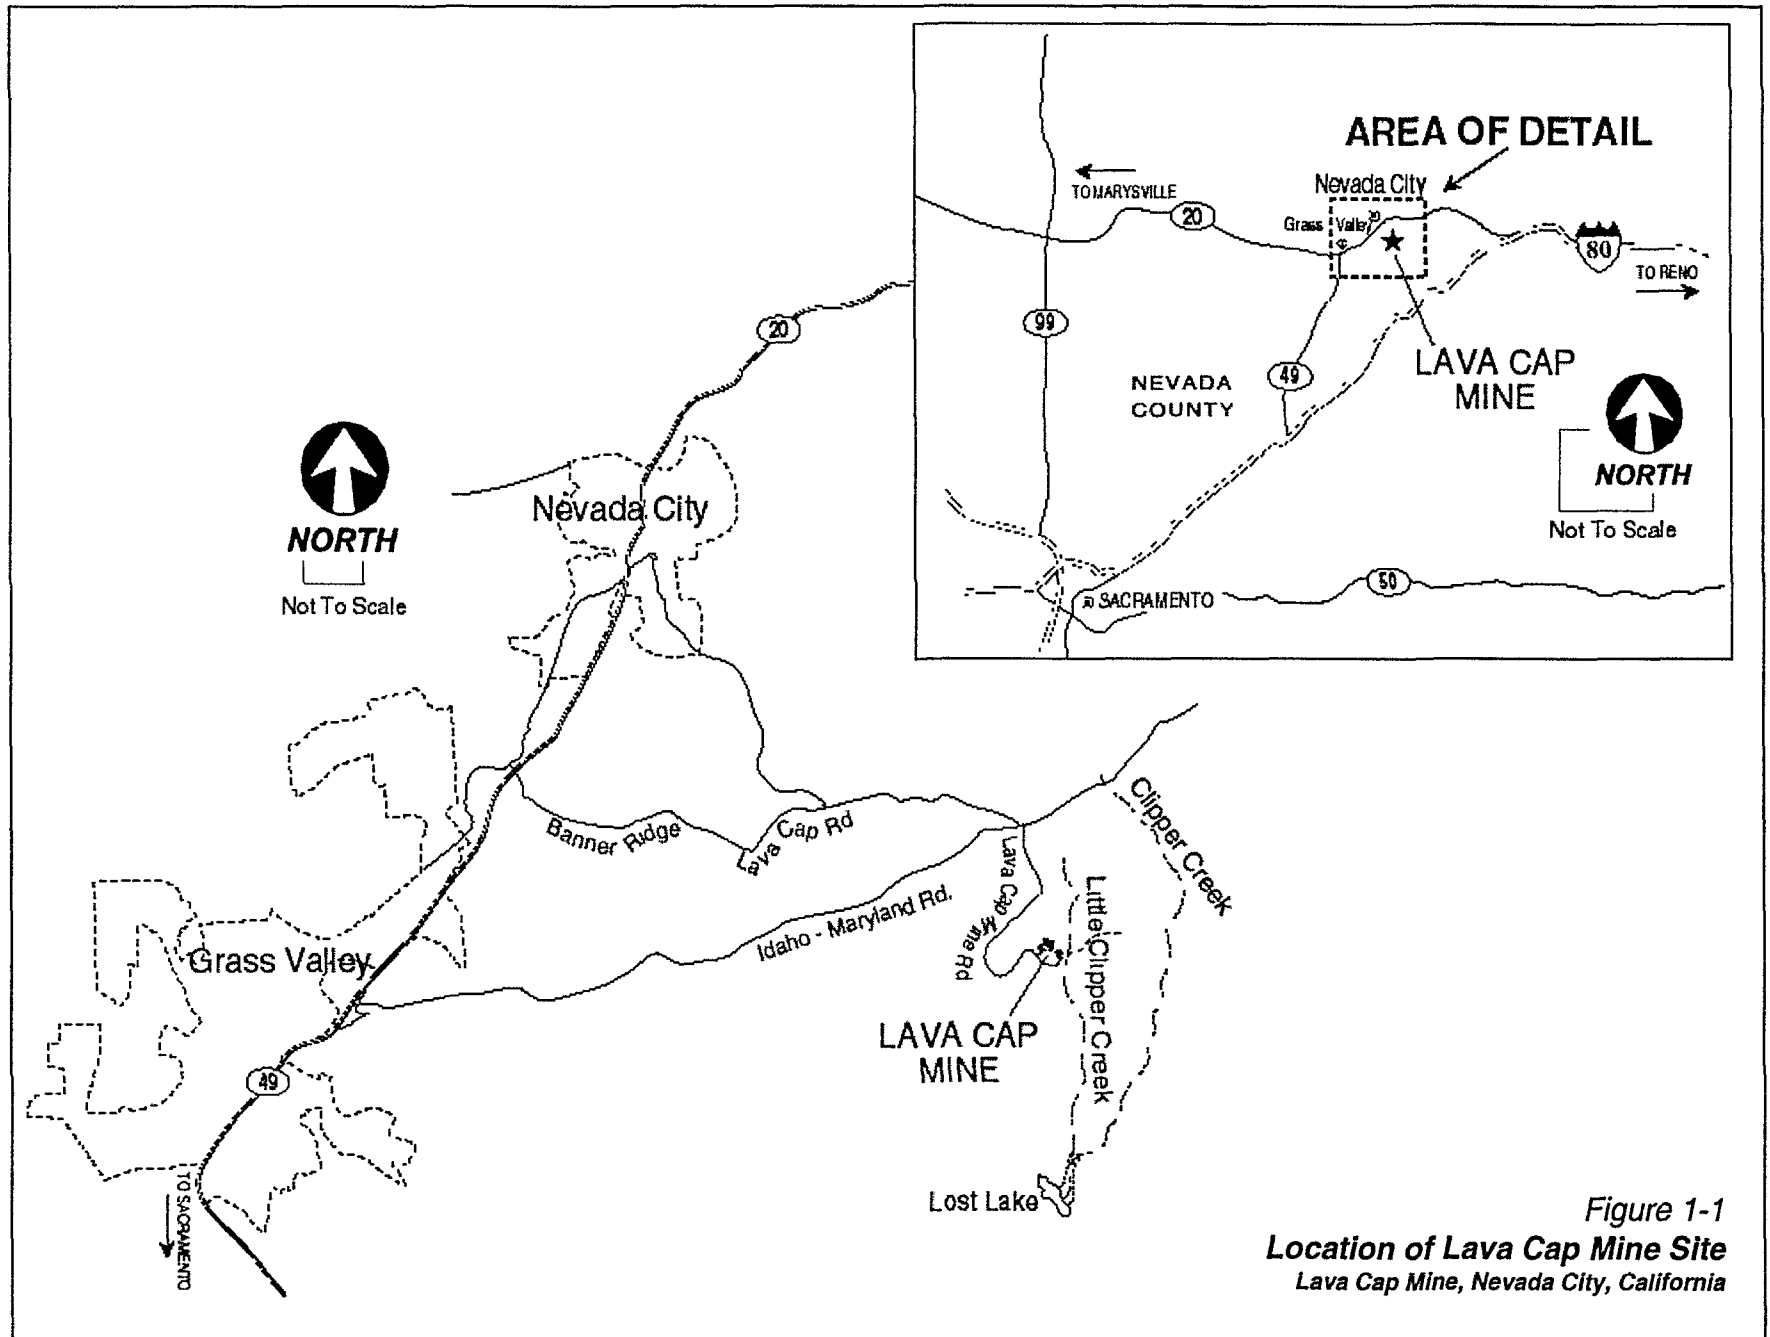 AREA OF DETAIL
TO MARYSVILLE
Nevada City
20
Grass Valley
80
TO RENO
99
LAVA CAP
MINE
49
NEVADA
COUNTY
NORTH
Not To Scale
50
SACRAMENTO
20
NORTH
Not To Scale
Nevada City
Banner Ridge
Lava Cap Rd
Clipper Creek
Idaho - Maryland Rd.
Lava Cap Mine Rd
Little Clipper Creek
Grass Valley
LAVA CAP
MINE
49
TO SACRAMENTO
Lost Lake
Figure 1-1
Location of Lava Cap Mine Site
Lava Cap Mine, Nevada City, California